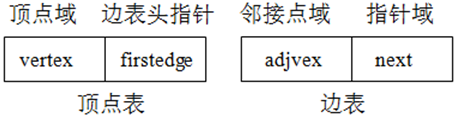 顶点域 边表头指针 邻接点域 指针域
vertex firstedge adjvex next
顶点表 边表